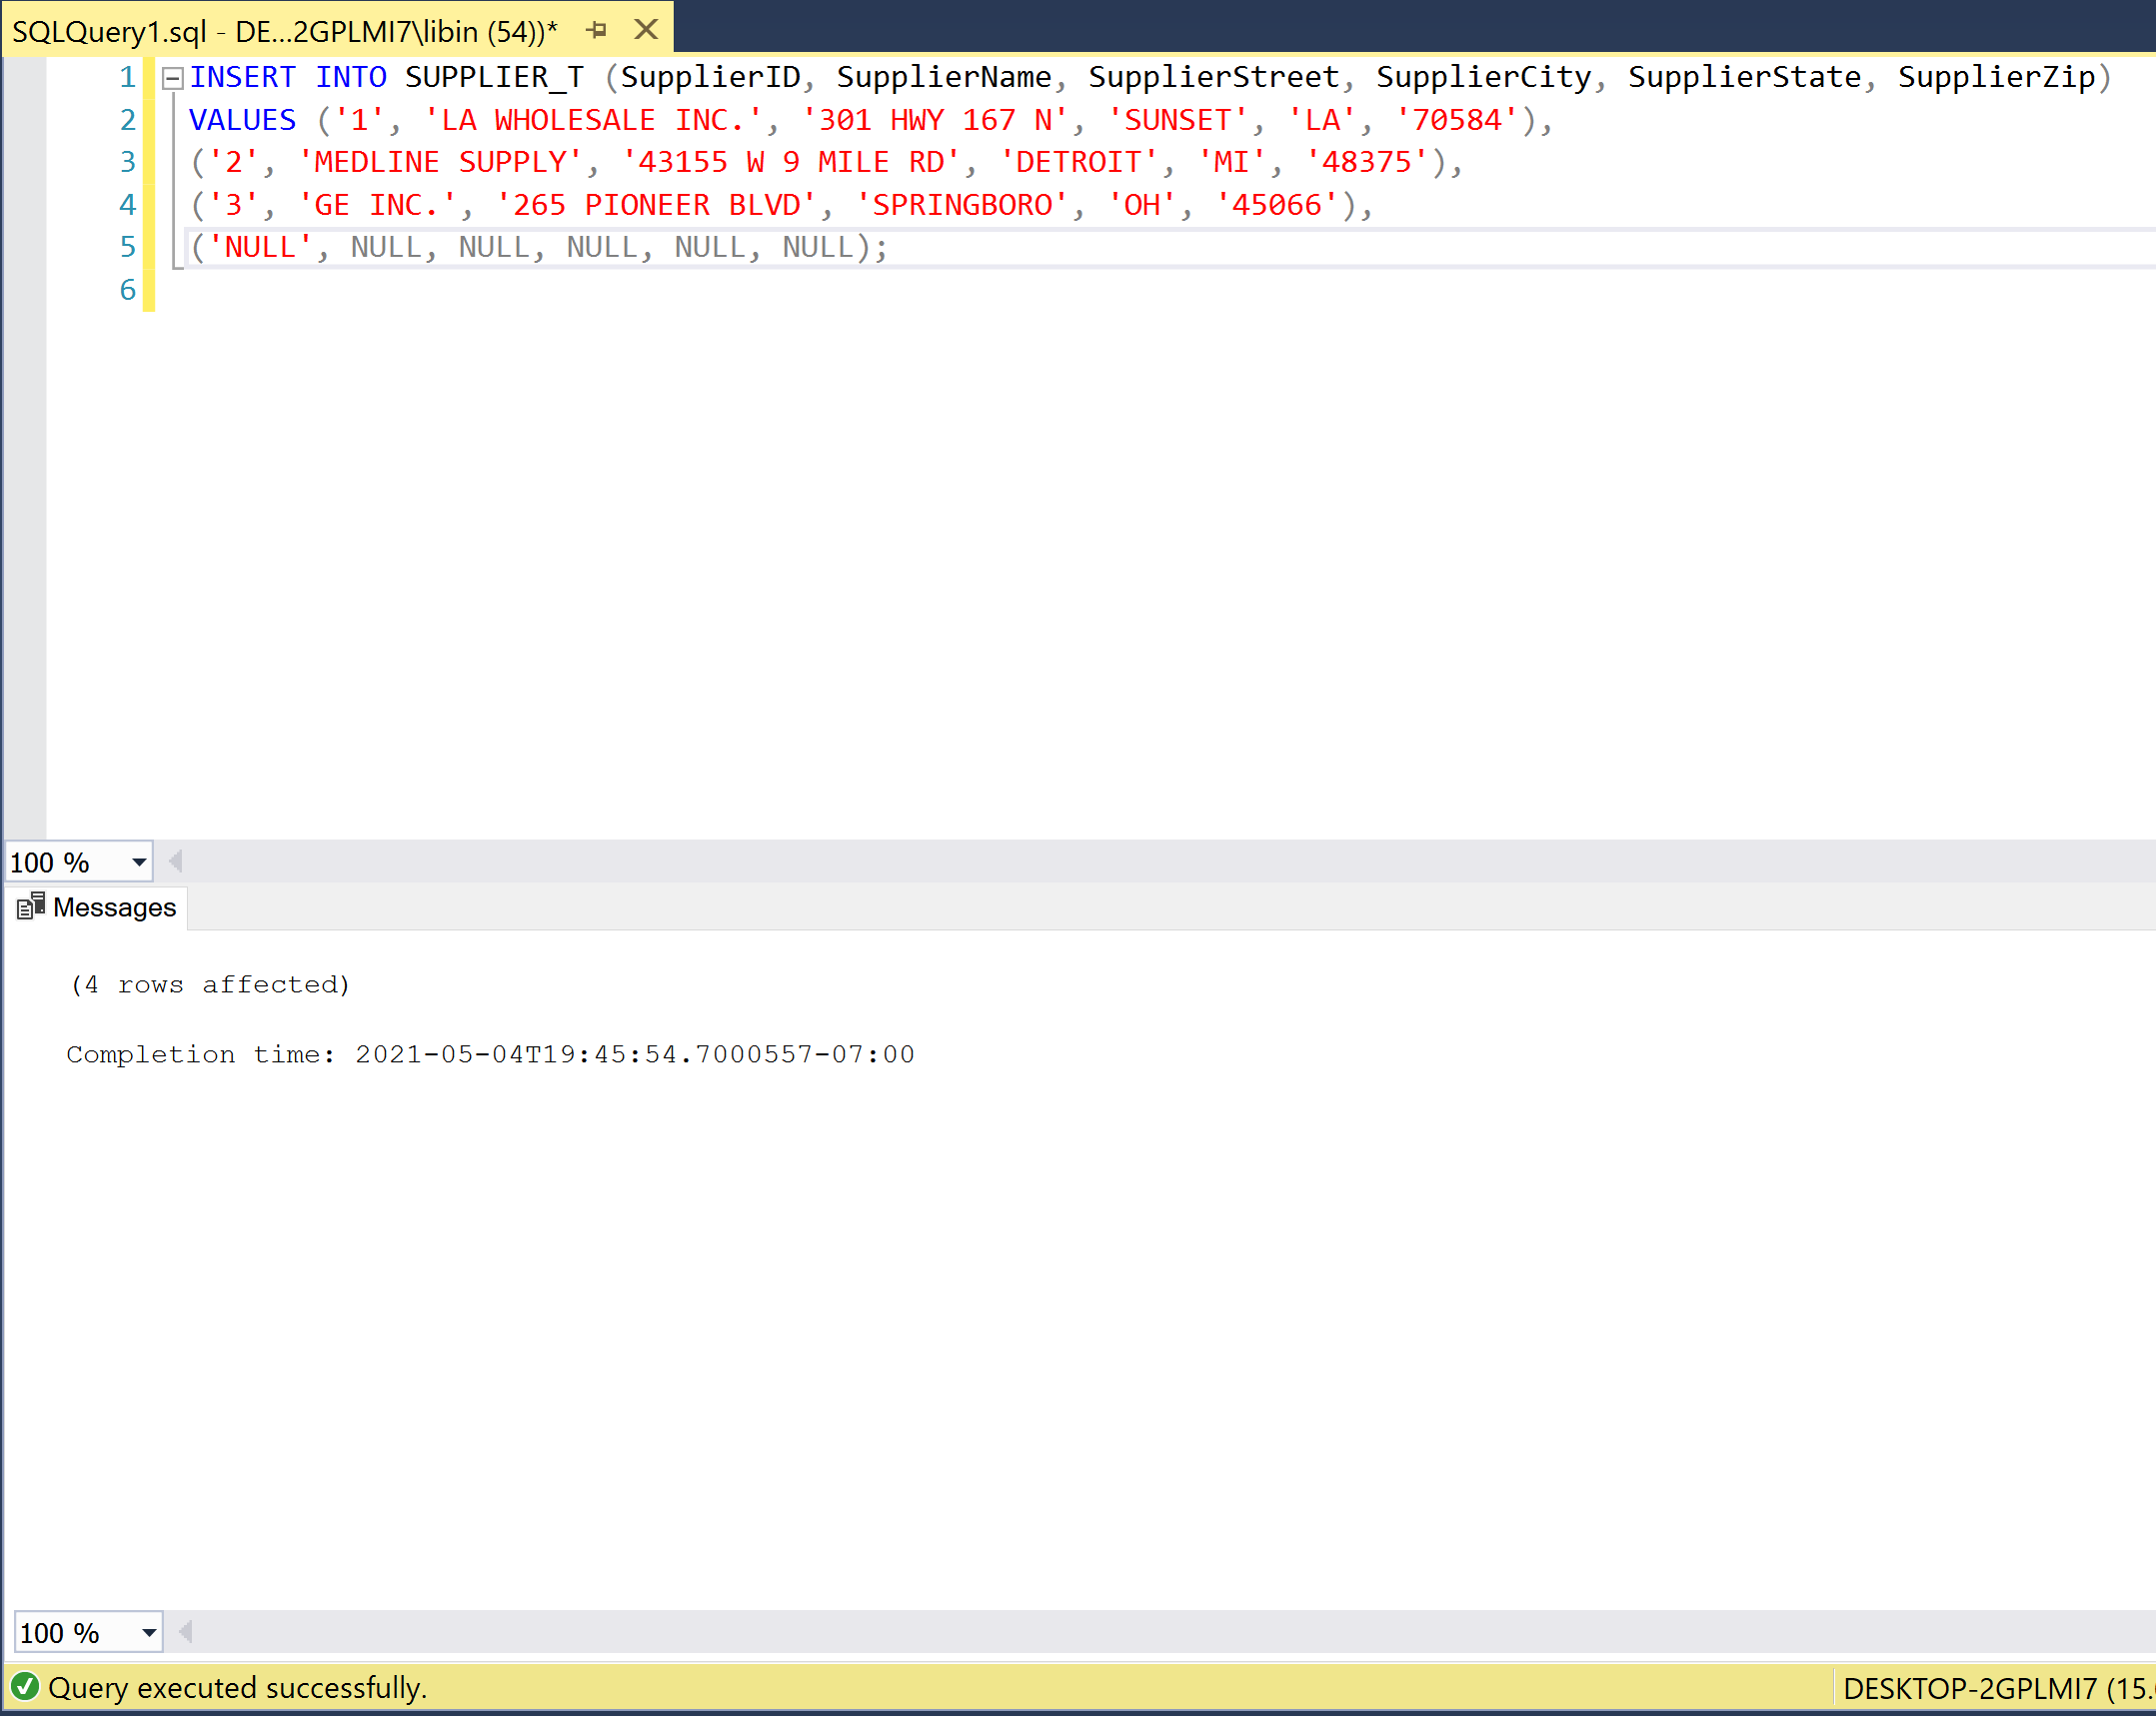 SQLQuery1.sql - DE...2GPLMI7\libin (54))*
1 INSERT INTO SUPPLIER_T (SupplierID, SupplierName, SupplierStreet, SupplierCity, SupplierState, SupplierZip)
2 VALUES ('1', 'LA WHOLESALE INC.', '301 HWY 167 N', 'SUNSET', 'LA', '70584'),
3 ('2', 'MEDLINE SUPPLY', '43155 W 9 MILE RD', 'DETROIT', 'MI', '48375'),
4 ('3', 'GE INC.', '265 PIONEER BLVD', 'SPRINGBORO', 'OH', '45066'),
5 ('NULL', NULL, NULL, NULL, NULL, NULL);
6
100 %
Messages
(4 rows affected)
Completion time: 2021-05-04T19:45:54.7000557-07:00
100 %
Query executed successfully. DESKTOP-2GPLMI7 (15.